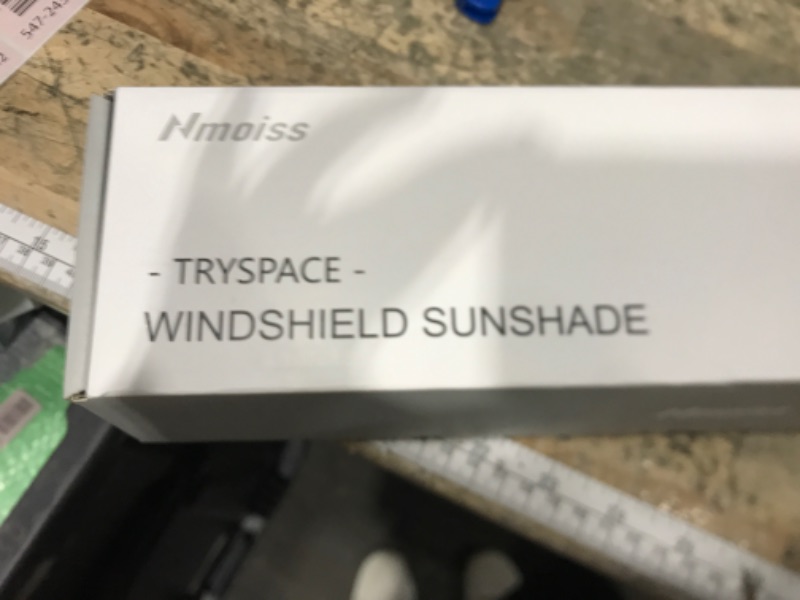 Nmoiss
- TRYSPACE -
WINDSHIELD SUNSHADE